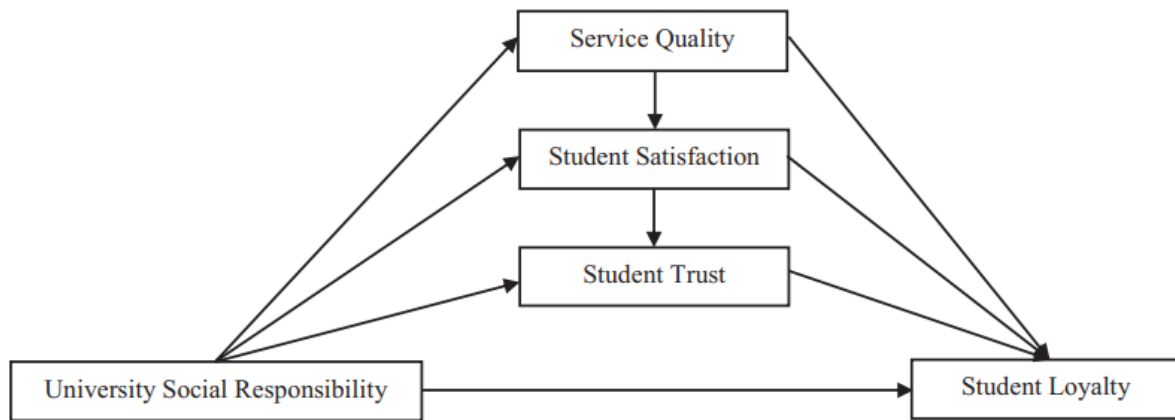 Service Quality
Student Satisfaction
Student Trust
University Social Responsibility
Student Loyalty